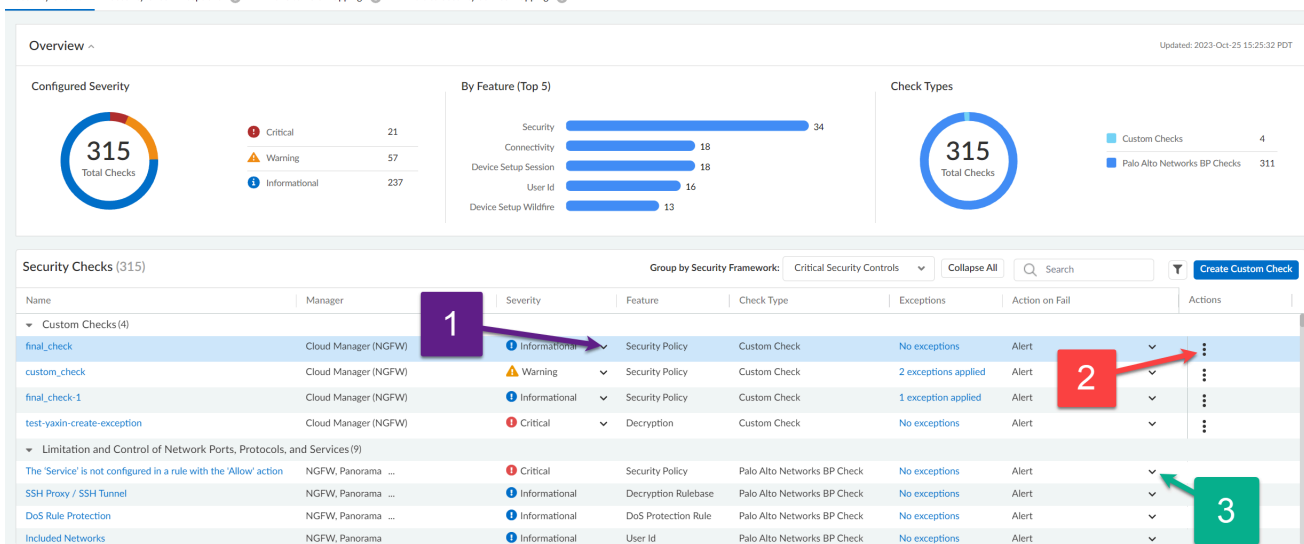 Overview
Updated: 2023-Oct-25 15:25:32 PDT
Configured Severity
315
Total Checks
Critical 21
Warning 57
Informational 237
By Feature (Top 5)
Security 34
Connectivity 18
Device Setup Session 18
User Id 16
Device Setup Wildfire 13
Check Types
315
Total Checks
Custom Checks 4
Palo Alto Networks BP Checks 311
Security Checks (315)
Group by Security Framework: Critical Security Controls Collapse All Search Create Custom Check
Name Manager Severity Feature Check Type Exceptions Action on Fail Actions
Custom Checks (4)
final_check Cloud Manager (NGFW) Informational Security Policy Custom Check No exceptions Alert
custom_check Cloud Manager (NGFW) Warning Security Policy Custom Check 2 exceptions applied Alert
final_check-1 Cloud Manager (NGFW) Informational Security Policy Custom Check 1 exception applied Alert
test-yaxin-create-exception Cloud Manager (NGFW) Critical Decryption Custom Check No exceptions Alert
Limitation and Control of Network Ports, Protocols, and Services (9)
The 'Service' is not configured in a rule with the 'Allow' action NGFW, Panorama ... Critical Security Policy Palo Alto Networks BP Check No exceptions Alert
SSH Proxy / SSH Tunnel NGFW, Panorama ... Informational Decryption Rulebase Palo Alto Networks BP Check No exceptions Alert
DoS Rule Protection NGFW, Panorama ... Informational DoS Protection Rule Palo Alto Networks BP Check No exceptions Alert
Included Networks NGFW, Panorama Informational User Id Palo Alto Networks BP Check No exceptions Alert
1
2
3